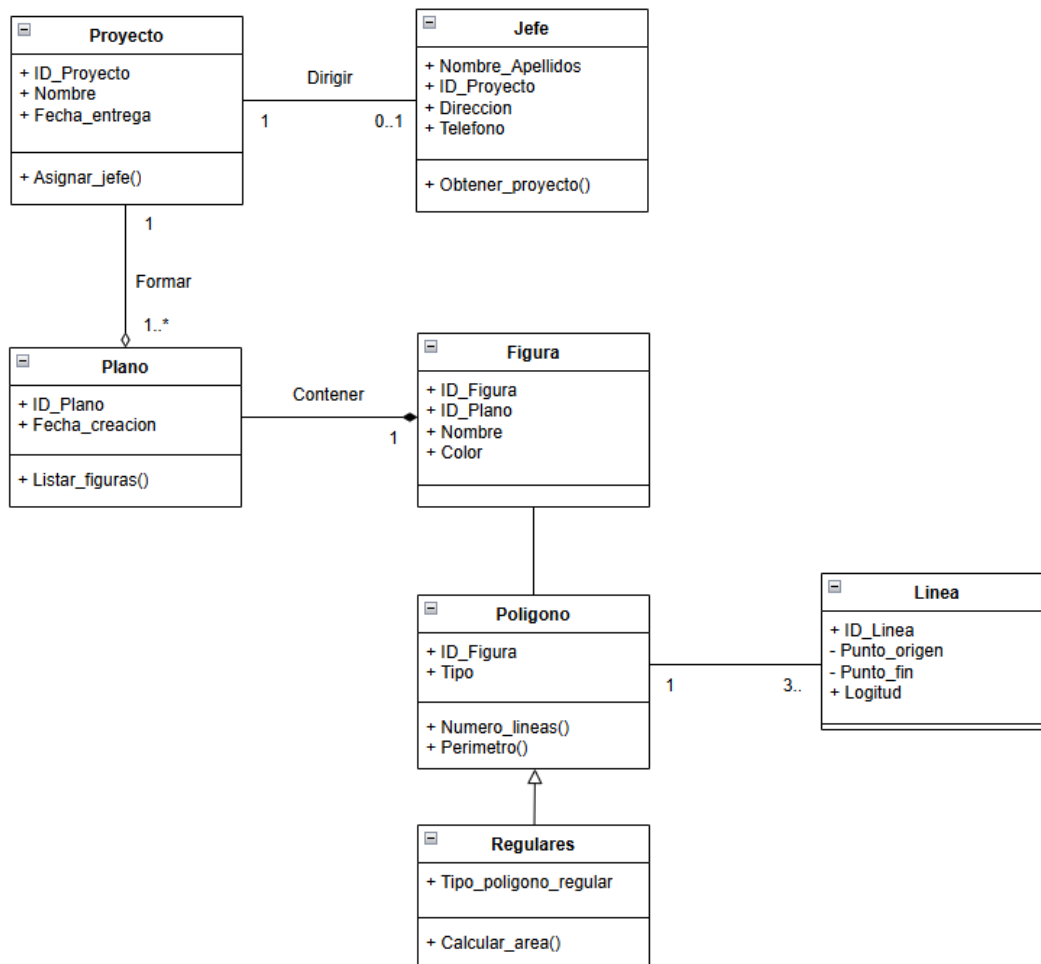 Proyecto
+ ID_Proyecto
+ Nombre
+ Fecha_entrega
+ Asignar_jefe()
Dirigir
1
0..1
Jefe
+ Nombre_Apellidos
+ ID_Proyecto
+ Direccion
+ Telefono
+ Obtener_proyecto()
1
Formar
1..*
Plano
+ ID_Plano
+ Fecha_creacion
+ Listar_figuras()
Contener
1
Figura
+ ID_Figura
+ ID_Plano
+ Nombre
+ Color
Poligono
+ ID_Figura
+ Tipo
+ Numero_lineas()
+ Perimetro()
1
3..
Linea
+ ID_Linea
- Punto_origen
- Punto_fin
+ Logitud
Regulares
+ Tipo_poligono_regular
+ Calcular_area()